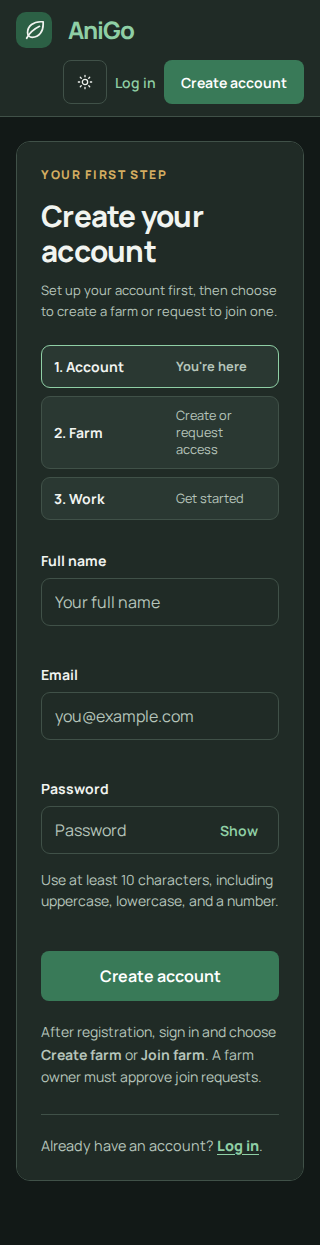 AniGo
Log in
Create account
YOUR FIRST STEP
Create your
account
Set up your account first, then choose
to create a farm or request to join one.
1. Account
You're here
2. Farm
Create or
request
access
3. Work
Get started
Full name
Your full name
Email
you@example.com
Password
Password
Show
Use at least 10 characters, including
uppercase, lowercase, and a number.
Create account
After registration, sign in and choose
Create farm or Join farm. A farm
owner must approve join requests.
Already have an account? Log in.